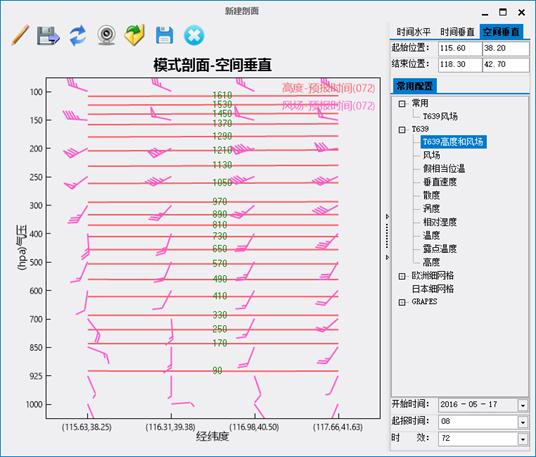 新建剖面
模式剖面-空间垂直
高度-预报时间(072)
风场-预报时间(072)
100
150
200
250
300
350
400
450
500
550
600
700
850
925
1000
(hpa)气压
1610
1530
1450
1370
1290
1210
1130
1050
970
890
810
730
650
570
490
410
330
250
170
90
(115.63,38.25)
(116.31,39.38)
(116.98,40.50)
(117.66,41.63)
经纬度
时间水平 时间垂直 空间垂直
起始位置: 115.60 38.20
结束位置: 118.30 42.70
常用配置
常用
T639风场
T639
T639高度和风场
风场
假相当位温
垂直速度
散度
涡度
相对湿度
温度
露点温度
高度
欧洲细网格
日本细网格
GRAPES
开始时间: 2016-05-17
起报时间: 08
时 效: 72